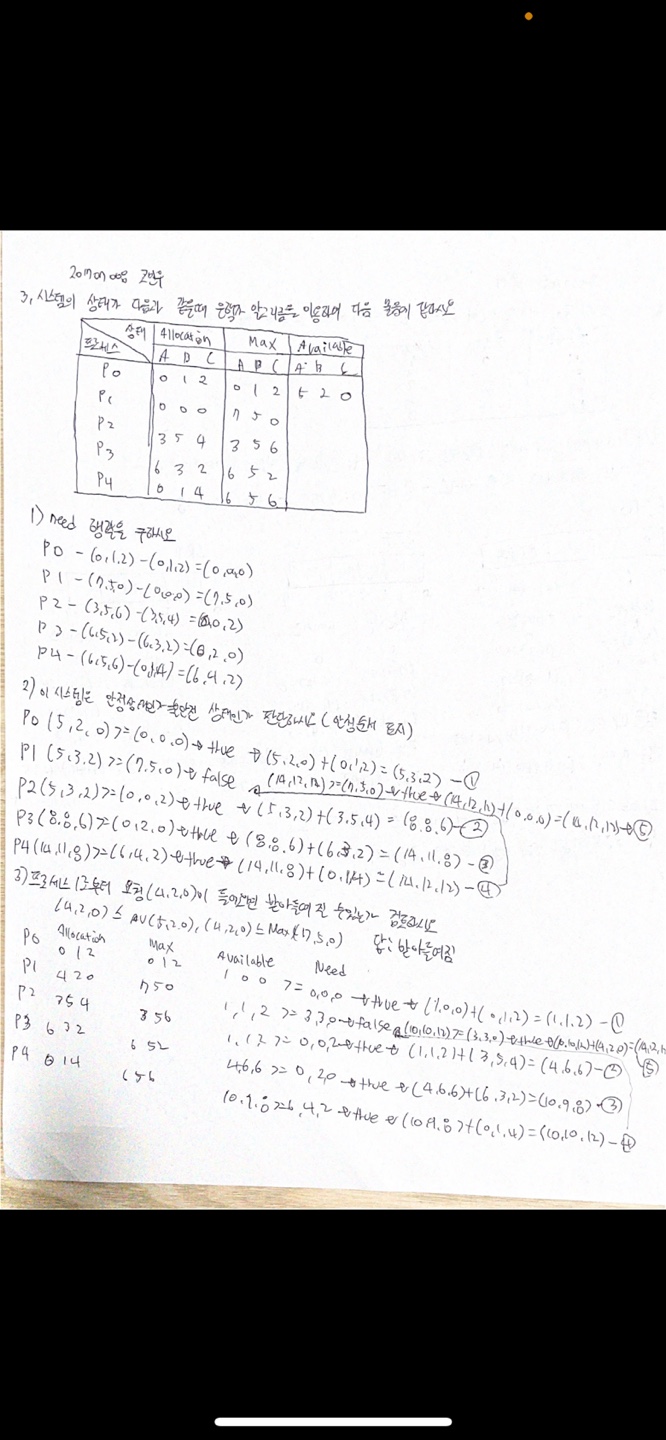 3. 시스템의 상태가 다음과 같을때 은행가 알고리즘을 이용하여 다음 물음에 답하시오
상태 Allocation Max Available
프로세스 A B C A B C A B C
P0 0 1 2 0 1 2 5 2 0
P1 0 0 0 7 5 0
P2 3 5 4 3 5 6
P3 6 3 2 6 5 2
P4 0 1 4 6 5 6
1) need 행렬을 구하시오
P0 - (0,1,2)-(0,1,2)=(0,0,0)
P1 - (7,5,0)-(0,0,0)=(7,5,0)
P2 - (3,5,6)-(3,5,4)=(0,0,2)
P3 - (6,5,2)-(6,3,2)=(0,2,0)
P4 - (6,5,6)-(0,1,4)=(6,4,2)
2) 이 시스템은 안정상태인가 불안전 상태인가 판단하시오 (안정순서 표시)
P0 (5,2,0)>=(0,0,0)→true→(5,2,0)+(0,1,2)=(5,3,2)-①
P1 (5,3,2)>=(7,5,0)→false (14,12,12)>=(7,5,0)→true→(14,12,12)+(0,0,0)=(14,12,12)→⑤
P2 (5,3,2)>=(0,0,2)→true→(5,3,2)+(3,5,4)=(8,8,6)-②
P3 (8,8,6)>=(0,2,0)→true→(8,8,6)+(6,3,2)=(14,11,8)-③
P4 (14,11,8)>=(6,4,2)→true→(14,11,8)+(0,1,4)=(14,12,12)-④
3) 프로세스 1로부터 요청(4,2,0)이 들어온다면 받아들여 질 수있는가 검토하시오
(4,2,0)≤AV(5,2,0), (4,2,0)≤Max(7,5,0) 답: 받아들여짐
Allocation Max Available Need
P0 0 1 2 0 1 2 1 0 0 >= 0,0,0→true→(1,0,0)+(0,1,2)=(1,1,2)-①
P1 4 2 0 7 5 0 1,1,2 >= 3,3,0→false (10,10,12)>=(3,3,0)→true→(10,10,12)+(4,2,0)=(14,12,12) ⑤
P2 3 5 4 3 5 6 1,1,2 >= 0,0,2→true→(1,1,2)+(3,5,4)=(4,6,6)-②
P3 6 3 2 6 5 2 4,6,6 >= 0,2,0→true→(4,6,6)+(6,3,2)=(10,9,8)-③
P4 0 1 4 6 5 6 10,9,8>=6,4,2→true→(10,9,8)+(0,1,4)=(10,10,12)-④